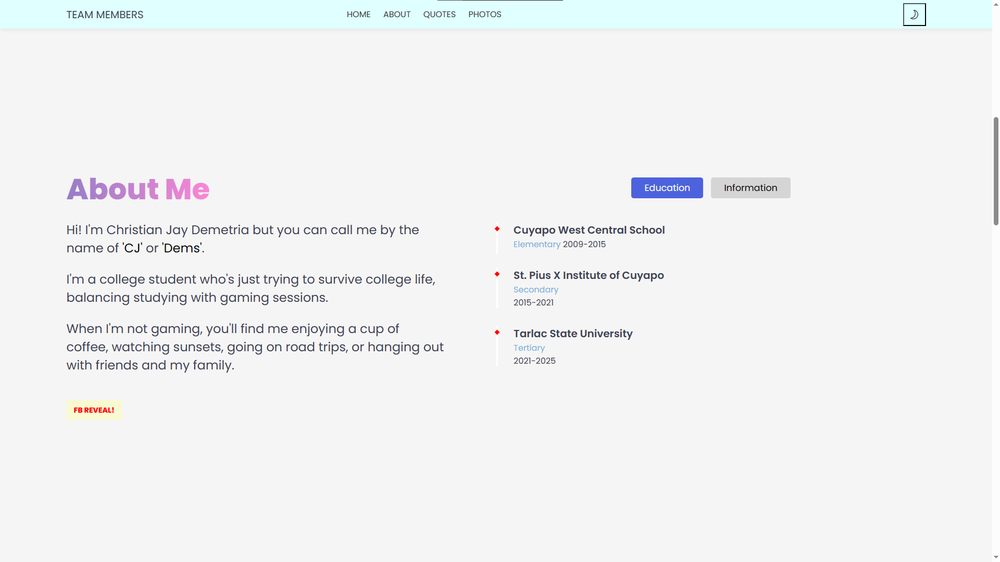 TEAM MEMBERS
HOME ABOUT QUOTES PHOTOS
About Me
Hi! I'm Christian Jay Demetria but you can call me by the
name of 'CJ' or 'Dems'.
I'm a college student who's just trying to survive college life,
balancing studying with gaming sessions.
When I'm not gaming, you'll find me enjoying a cup of
coffee, watching sunsets, going on road trips, or hanging out
with friends and my family.
FB REVEAL!
Education Information
Cuyapo West Central School
Elementary 2009-2015
St. Pius X Institute of Cuyapo
Secondary
2015-2021
Tarlac State University
Tertiary
2021-2025